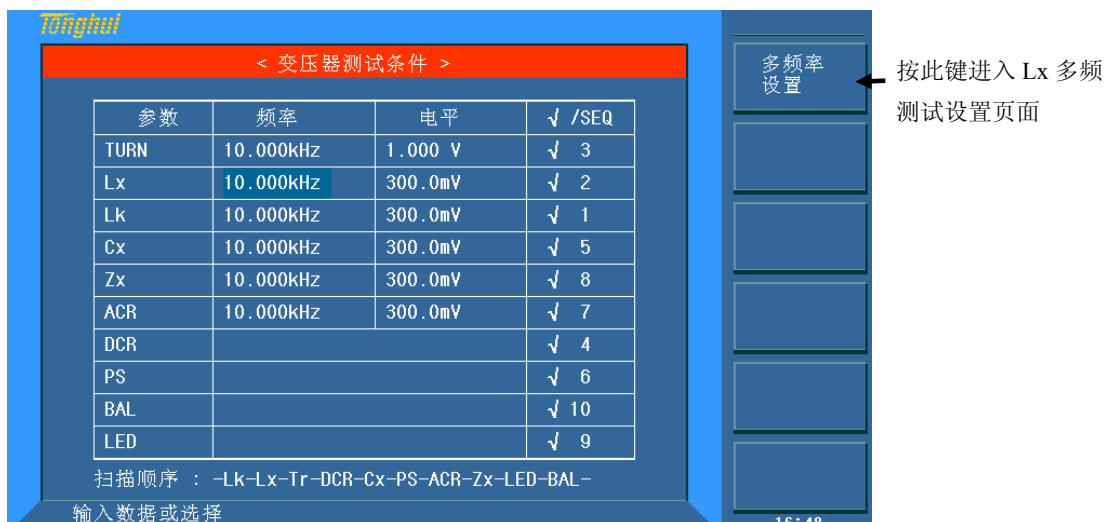 Tonghui
< 变压器测试条件 >
参数 频率 电平 √ /SEQ
TURN 10.000kHz 1.000 V √ 3
Lx 10.000kHz 300.0mV √ 2
Lk 10.000kHz 300.0mV √ 1
Cx 10.000kHz 300.0mV √ 5
Zx 10.000kHz 300.0mV √ 8
ACR 10.000kHz 300.0mV √ 7
DCR √ 4
PS √ 6
BAL √ 10
LED √ 9
扫描顺序 : -Lk-Lx-Tr-DCR-Cx-PS-ACR-Zx-LED-BAL-
输入数据或选择
多频率
设置
按此键进入 Lx 多频
测试设置页面